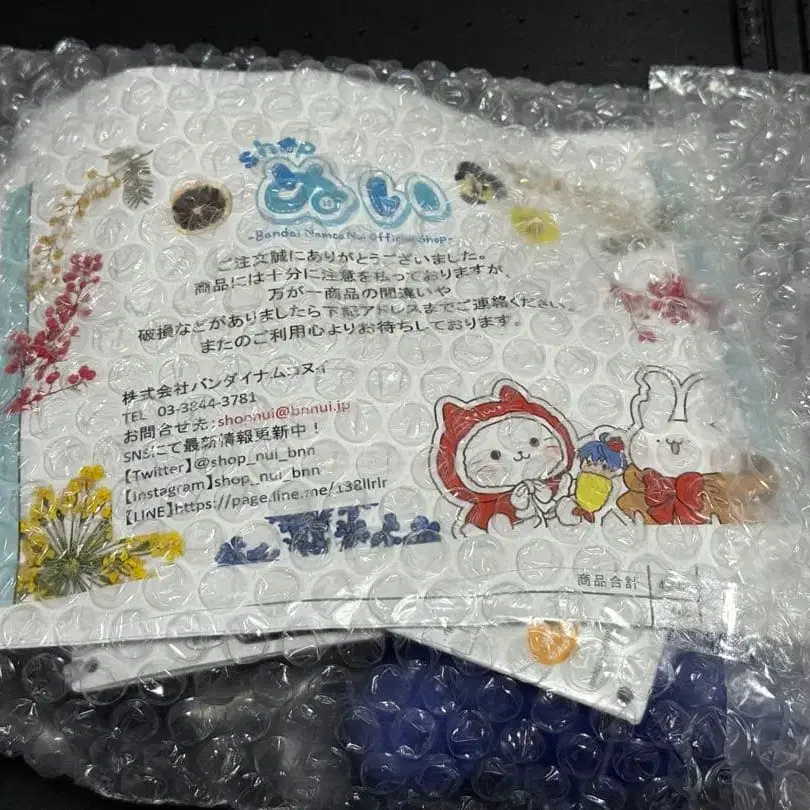 shop
ぬい
-Bandai Namco Nui Official Shop-
ご注文誠にありがとうございました。
商品には十分に注意を払っておりますが、
万が一商品の間違いや
破損などがありましたら下記アドレスまでご連絡ください。
またのご利用心よりお待ちしております。
株式会社バンダイナムコヌイ
TEL 03-3844-3781
お問合せ先:shopnui@bnnui.jp
SNSにて最新情報更新中!
【Twitter】@shop_nui_bnn
【Instagram】shop_nui_bnn
【LINE】https://page.line.me/
商品合計